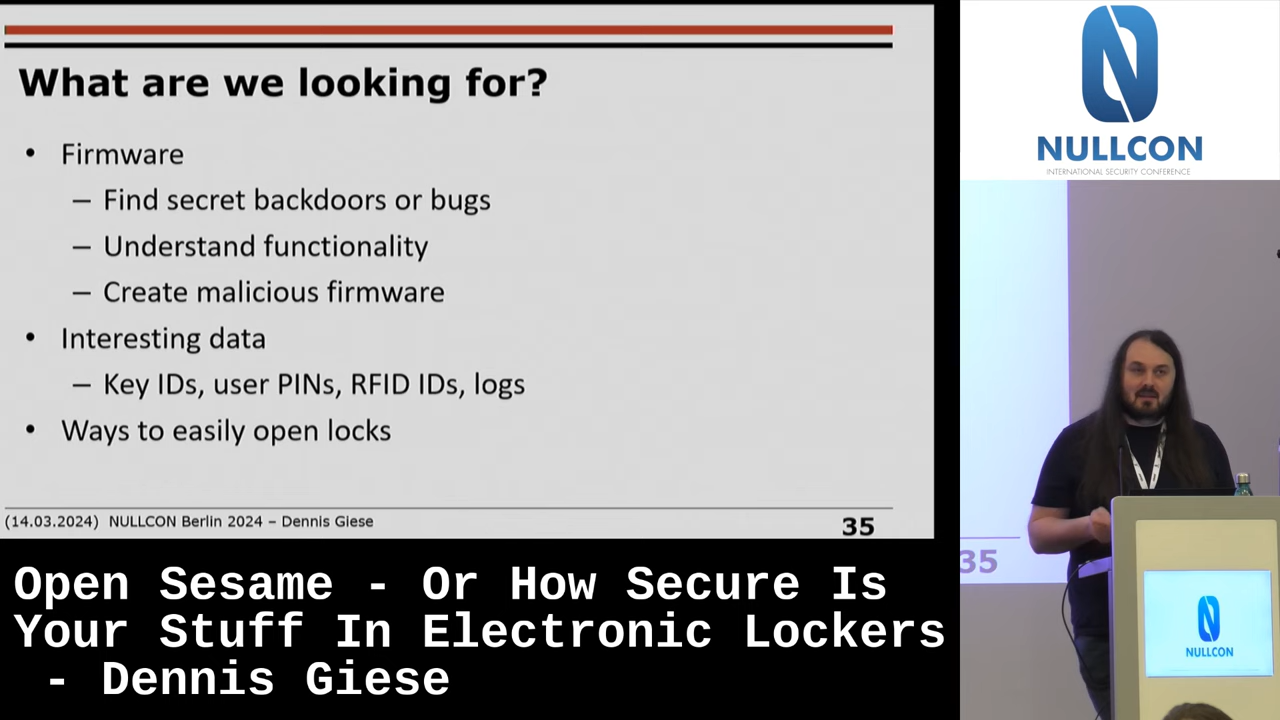 What are we looking for?
• Firmware
– Find secret backdoors or bugs
– Understand functionality
– Create malicious firmware
• Interesting data
– Key IDs, user PINs, RFID IDs, logs
• Ways to easily open locks
(14.03.2024) NULLCON Berlin 2024 – Dennis Giese
35
Open Sesame - Or How Secure Is
Your Stuff In Electronic Lockers
- Dennis Giese
NULLCON
INTERNATIONAL SECURITY CONFERENCE
35
NULLCON